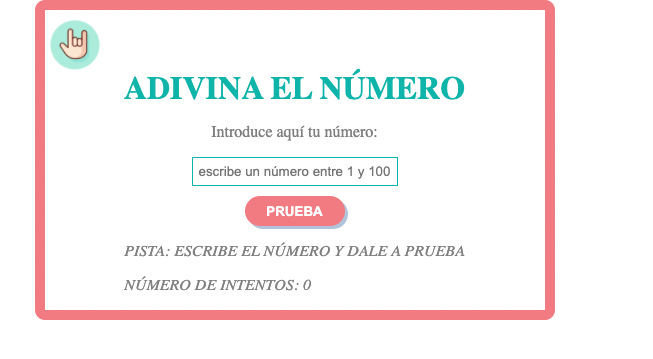 ADIVINA EL NÚMERO
Introduce aquí tu número:
escribe un número entre 1 y 100
PRUEBA
PISTA: ESCRIBE EL NÚMERO Y DALE A PRUEBA
NÚMERO DE INTENTOS: 0